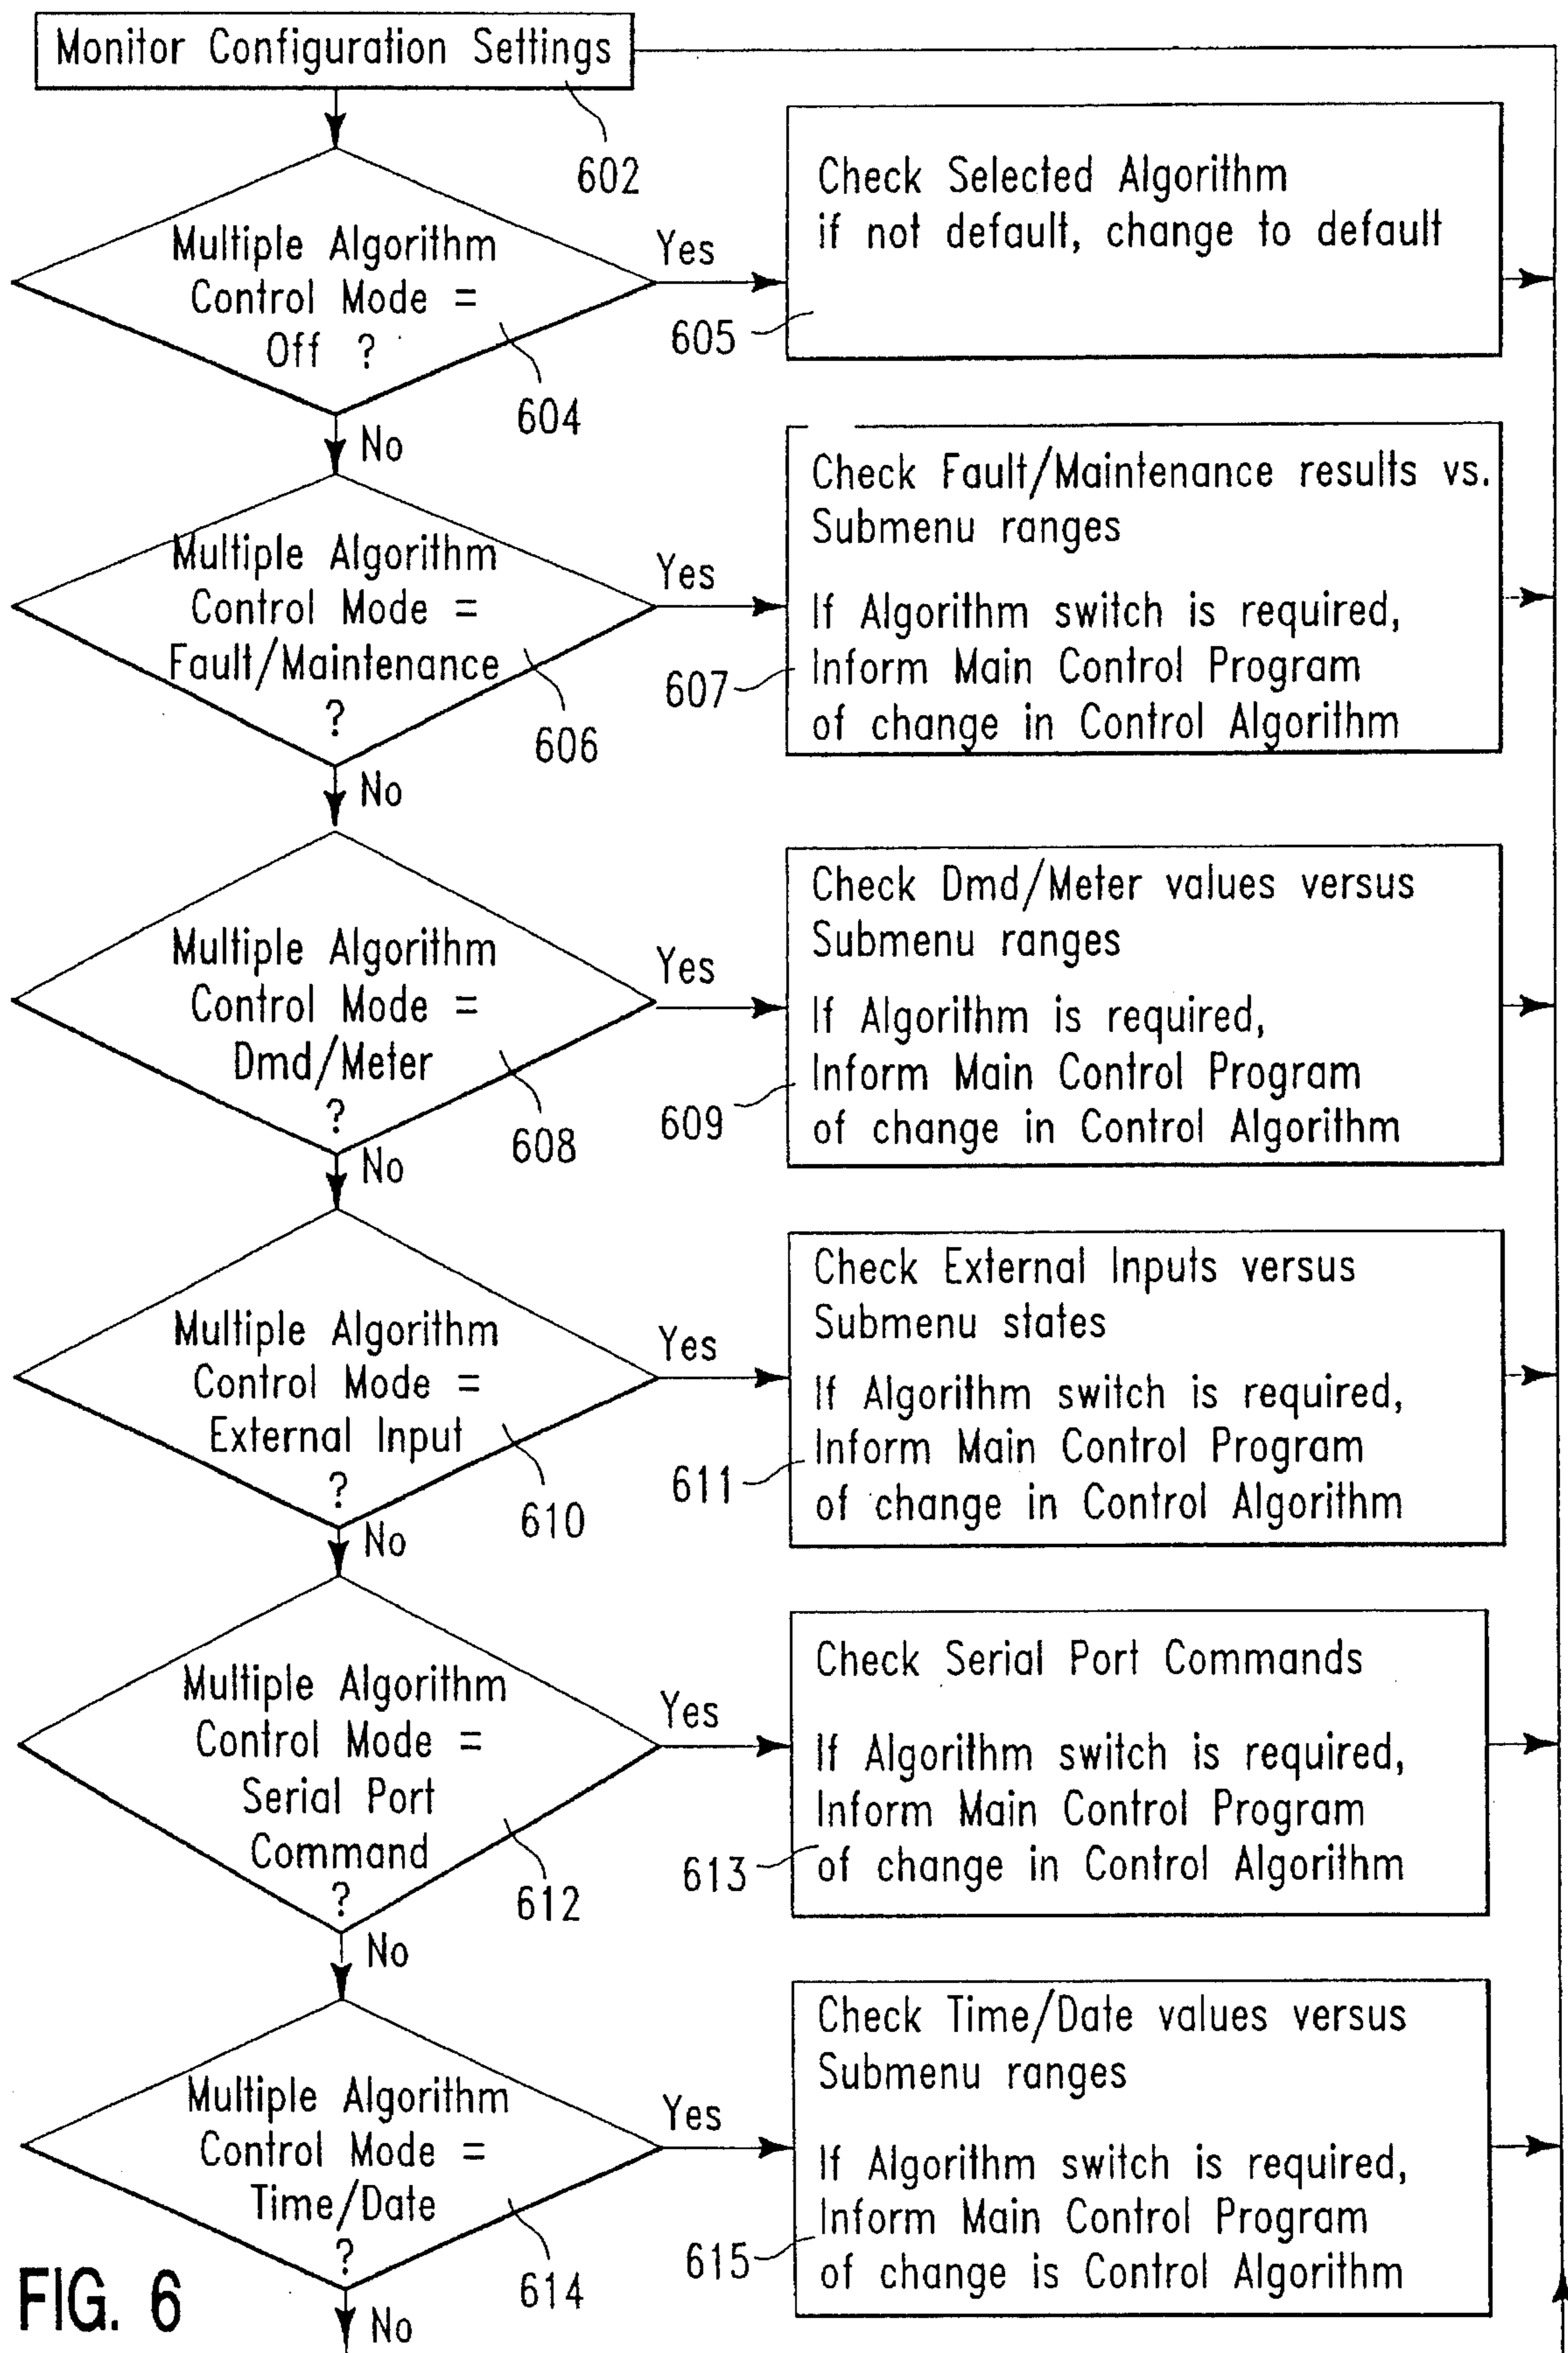 Monitor Configuration Settings
602
Multiple Algorithm
Control Mode =
Off ?
604
Yes
Check Selected Algorithm
if not default, change to default
605
No
Multiple Algorithm
Control Mode =
Fault/Maintenance
?
606
Yes
Check Fault/Maintenance results vs.
Submenu ranges
If Algorithm switch is required,
Inform Main Control Program
of change in Control Algorithm
607
No
Multiple Algorithm
Control Mode =
Dmd/Meter
?
608
Yes
Check Dmd/Meter values versus
Submenu ranges
If Algorithm is required,
Inform Main Control Program
of change in Control Algorithm
609
No
Multiple Algorithm
Control Mode =
External Input
?
610
Yes
Check External Inputs versus
Submenu states
If Algorithm switch is required,
Inform Main Control Program
of change in Control Algorithm
611
No
Multiple Algorithm
Control Mode =
Serial Port
Command
?
612
Yes
Check Serial Port Commands
If Algorithm switch is required,
Inform Main Control Program
of change in Control Algorithm
613
No
Multiple Algorithm
Control Mode =
Time/Date
?
614
Yes
Check Time/Date values versus
Submenu ranges
If Algorithm switch is required,
Inform Main Control Program
of change is Control Algorithm
615
No
FIG. 6